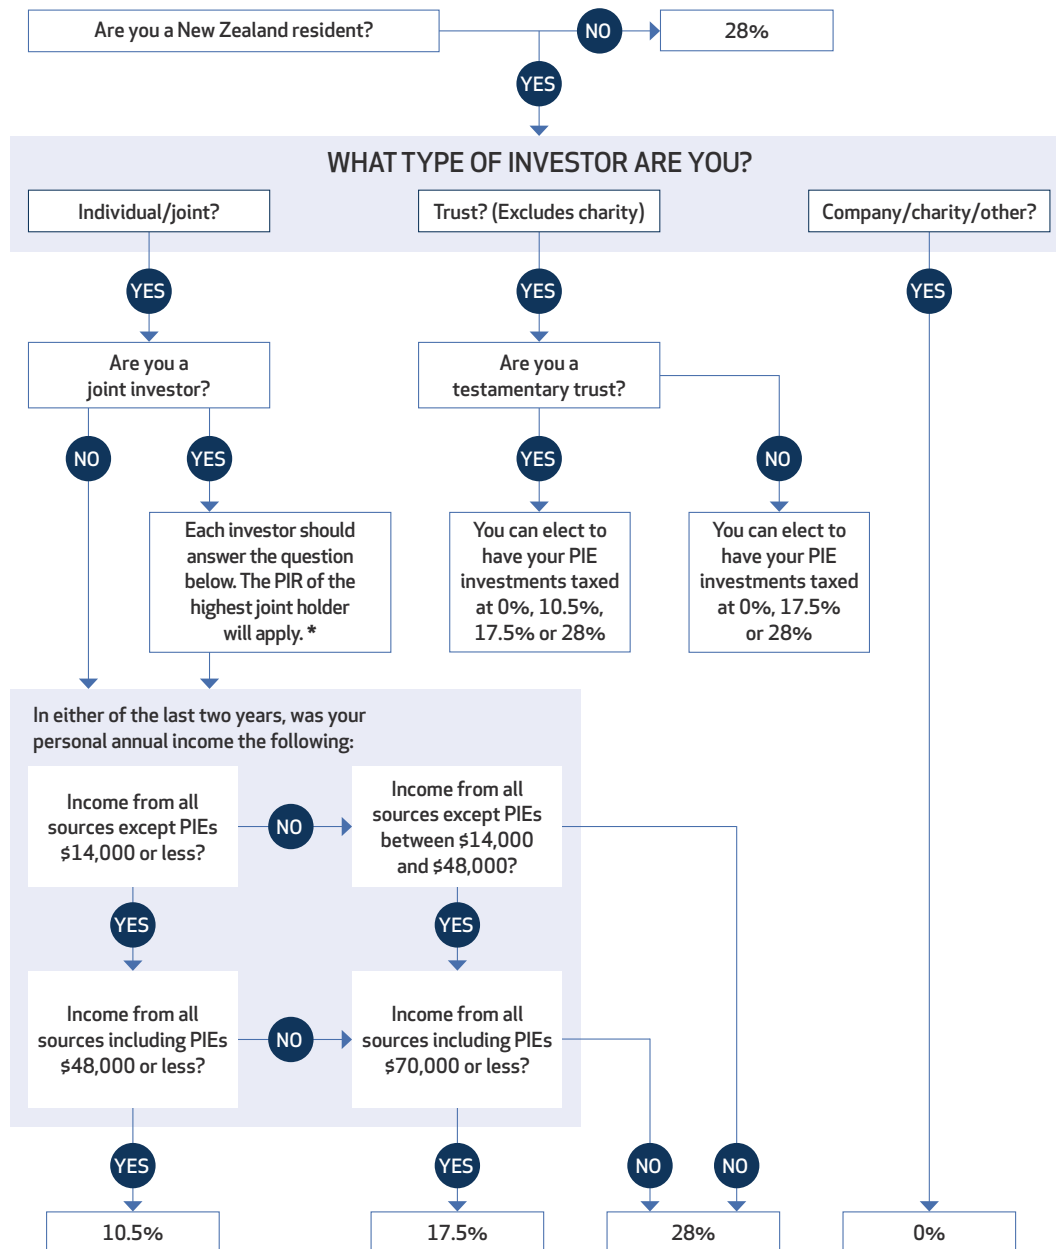 Are you a New Zealand resident?
NO
28%
YES
WHAT TYPE OF INVESTOR ARE YOU?
Individual/joint?
Trust? (Excludes charity)
Company/charity/other?
YES
YES
YES
Are you a
joint investor?
Are you a
testamentary trust?
NO
YES
YES
NO
Each investor should
answer the question
below. The PIR of the
highest joint holder
will apply. *
You can elect to
have your PIE
investments taxed
at 0%, 10.5%,
17.5% or 28%
You can elect to
have your PIE
investments taxed
at 0%, 17.5%
or 28%
In either of the last two years, was your
personal annual income the following:
Income from all
sources except PIEs
$14,000 or less?
NO
Income from all
sources except PIEs
between $14,000
and $48,000?
YES
YES
Income from all
sources including PIEs
$48,000 or less?
NO
Income from all
sources including PIEs
$70,000 or less?
YES
YES
NO
NO
10.5%
17.5%
28%
0%